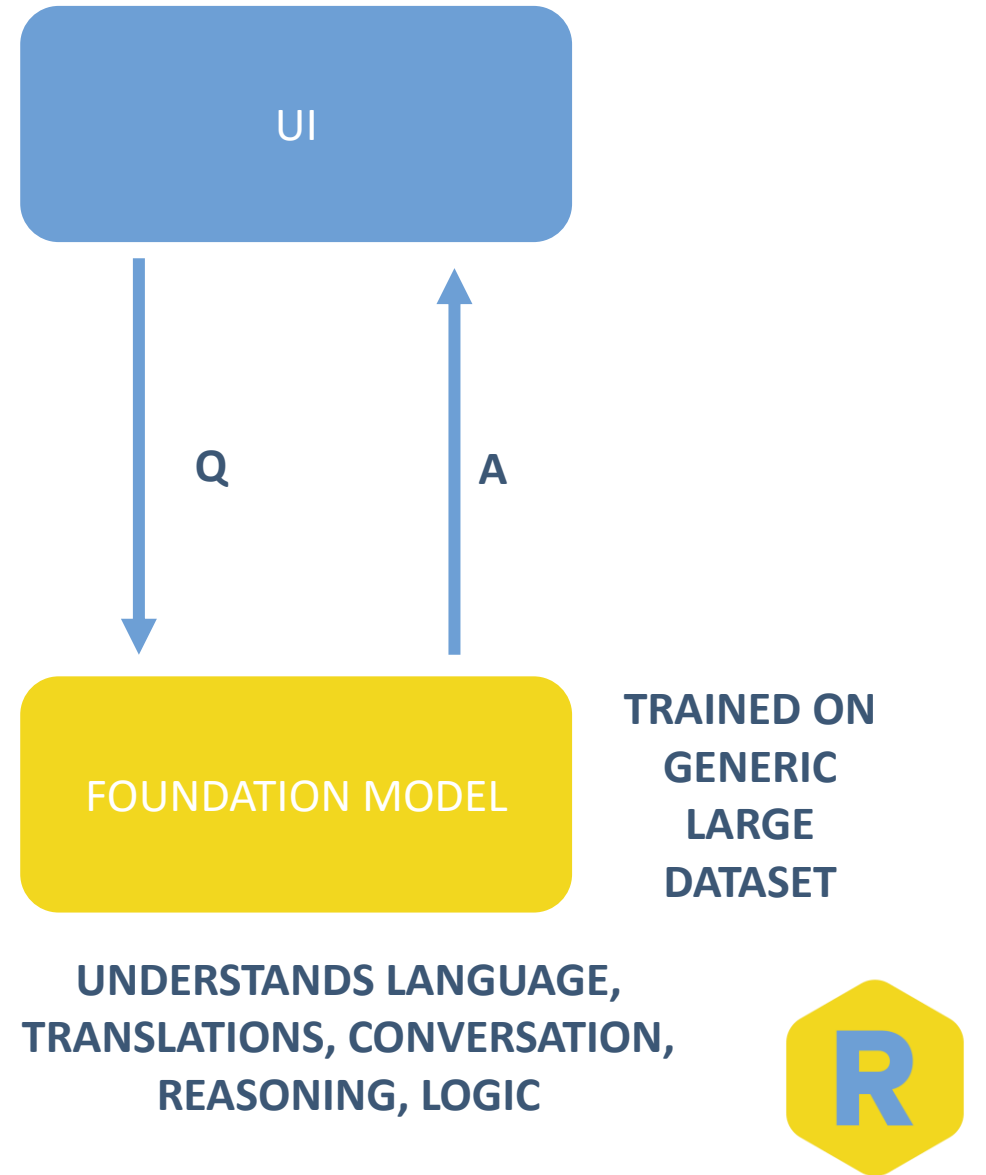 UI
Q
A
FOUNDATION MODEL
TRAINED ON
GENERIC
LARGE
DATASET
UNDERSTANDS LANGUAGE,
TRANSLATIONS, CONVERSATION,
REASONING, LOGIC
R